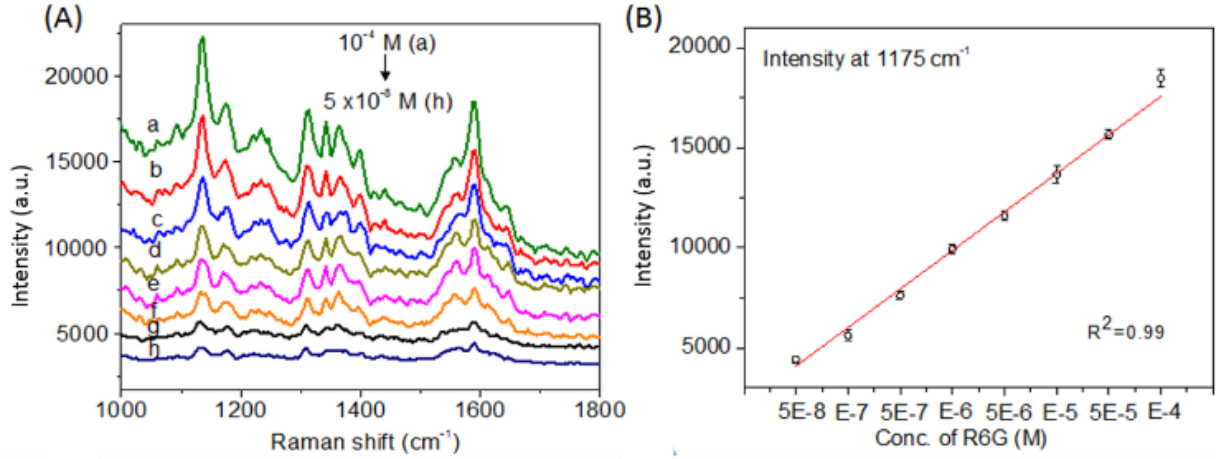 (A)
10⁻⁴ M (a)
5 x10⁻⁸ M (h)
a
b
c
d
e
f
g
h
20000
15000
10000
5000
Intensity (a.u.)
1000 1200 1400 1600 1800
Raman shift (cm⁻¹)
(B)
Intensity at 1175 cm⁻¹
R²=0.99
20000
15000
10000
5000
Intensity (a.u.)
5E-8 E-7 5E-7 E-6 5E-6 E-5 5E-5 E-4
Conc. of R6G (M)